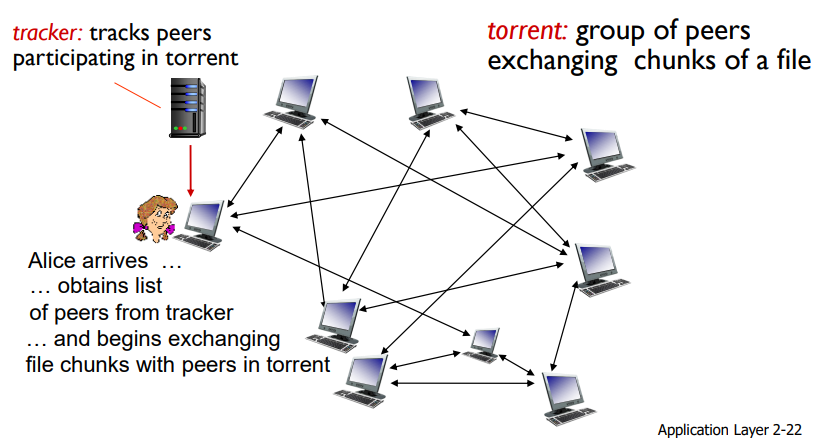 tracker: tracks peers
participating in torrent
torrent: group of peers
exchanging chunks of a file
Alice arrives …
… obtains list
of peers from tracker
… and begins exchanging
file chunks with peers in torrent
Application Layer 2-22